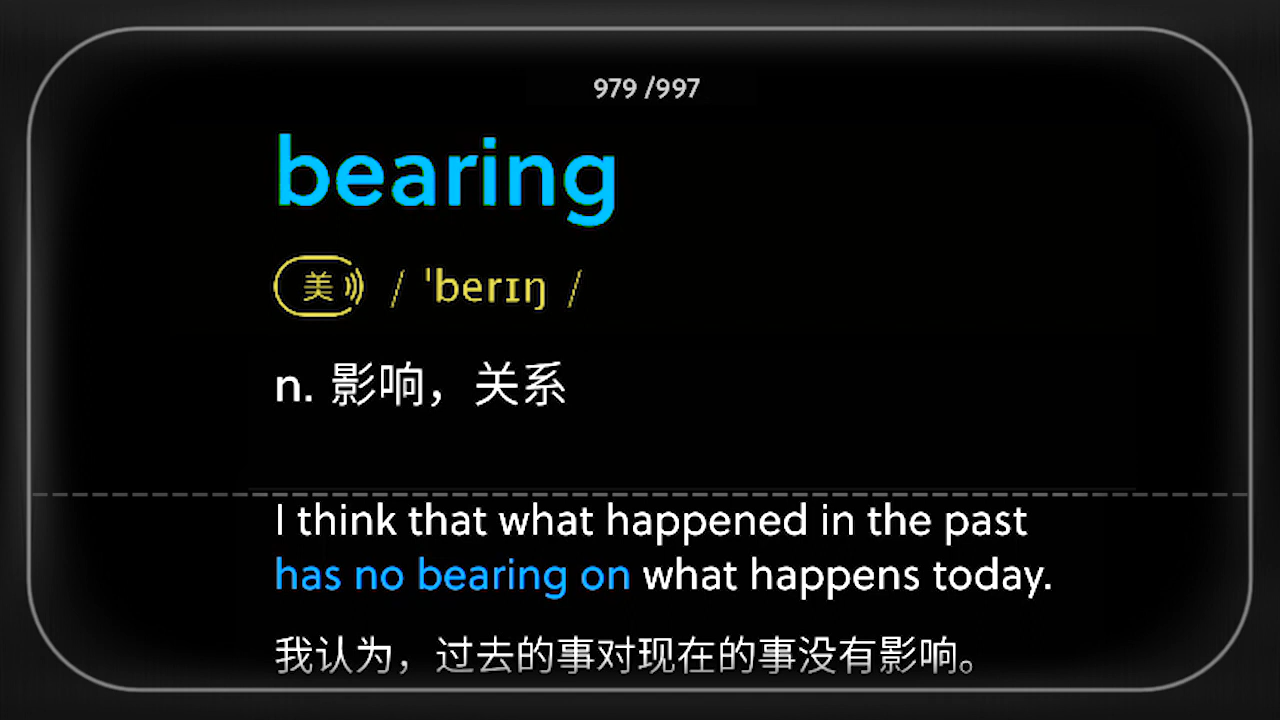 979 /997
bearing
美 / ˈberɪŋ /
n. 影响，关系
I think that what happened in the past
has no bearing on what happens today.
我认为，过去的事对现在的事没有影响。